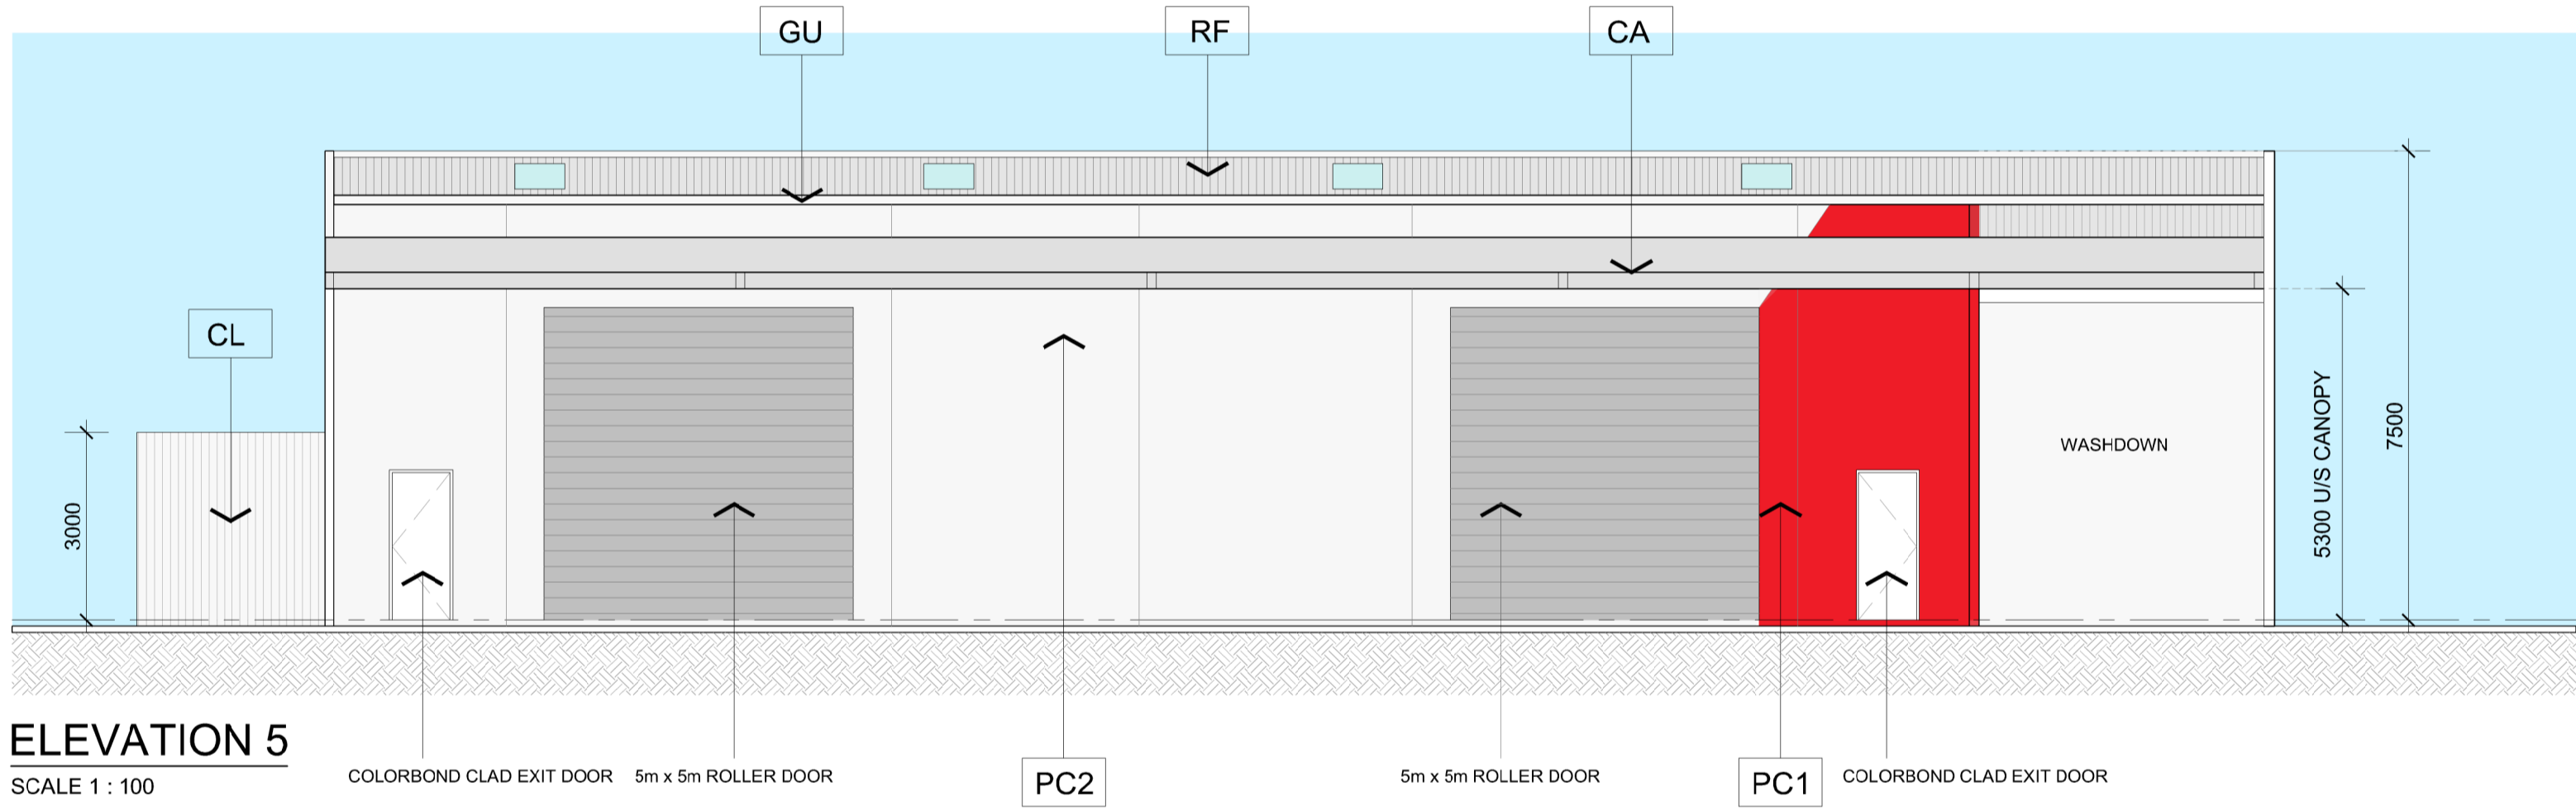 GU
RF
CA
CL
3000
WASHDOWN
5300 U/S CANOPY
7500
ELEVATION 5
SCALE 1 : 100
COLORBOND CLAD EXIT DOOR
5m x 5m ROLLER DOOR
PC2
5m x 5m ROLLER DOOR
PC1
COLORBOND CLAD EXIT DOOR